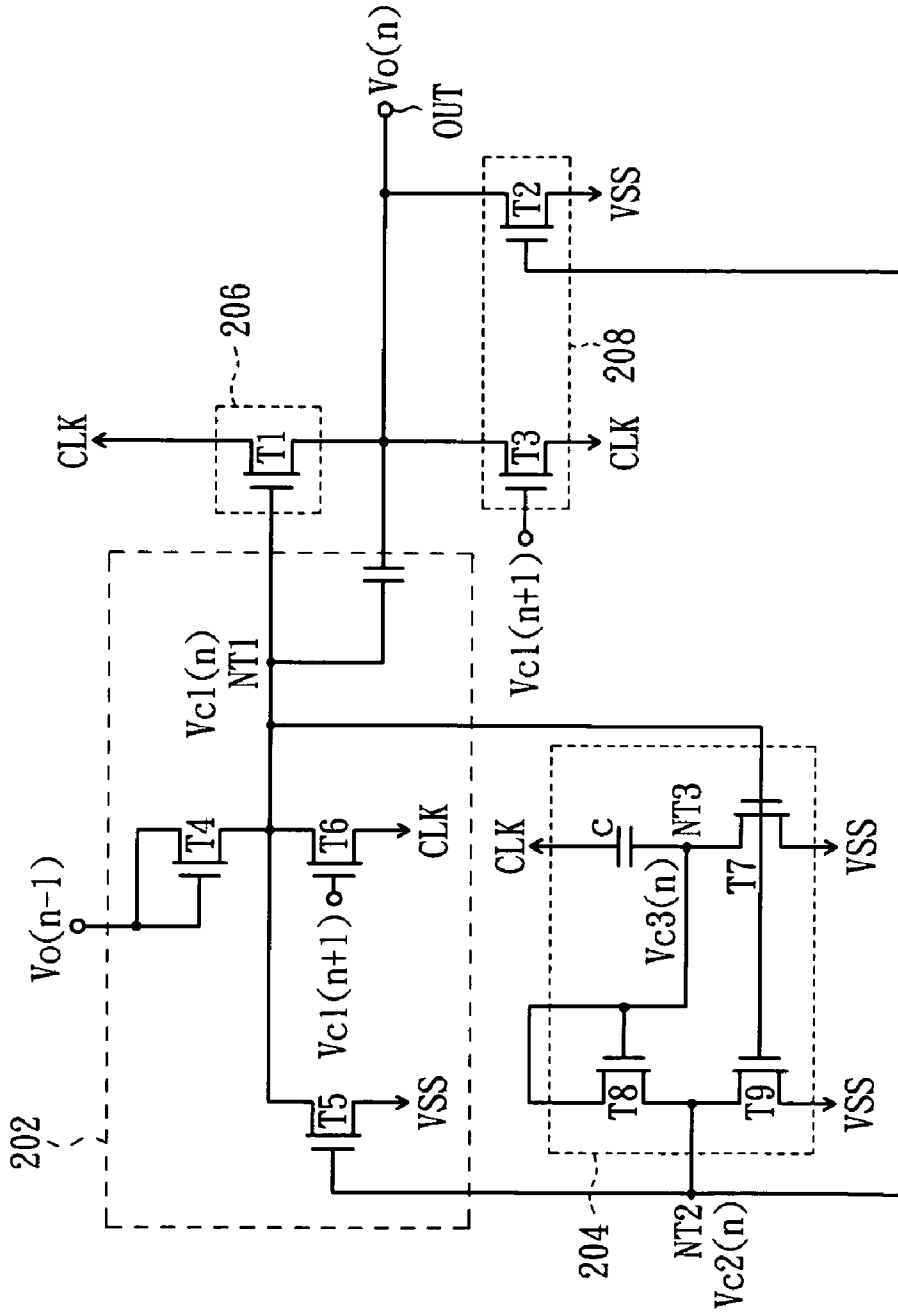 CLK
206
T1
Vo(n)
OUT
202
Vo(n-1)
T4
Vc1(n)
NT1
T6
CLK
Vc1(n+1)
T5
VSS
T3
CLK
Vc1(n+1)
T2
VSS
208
204
CLK
C
NT3
Vc3(n)
T7
VSS
T8
T9
VSS
NT2
Vc2(n)